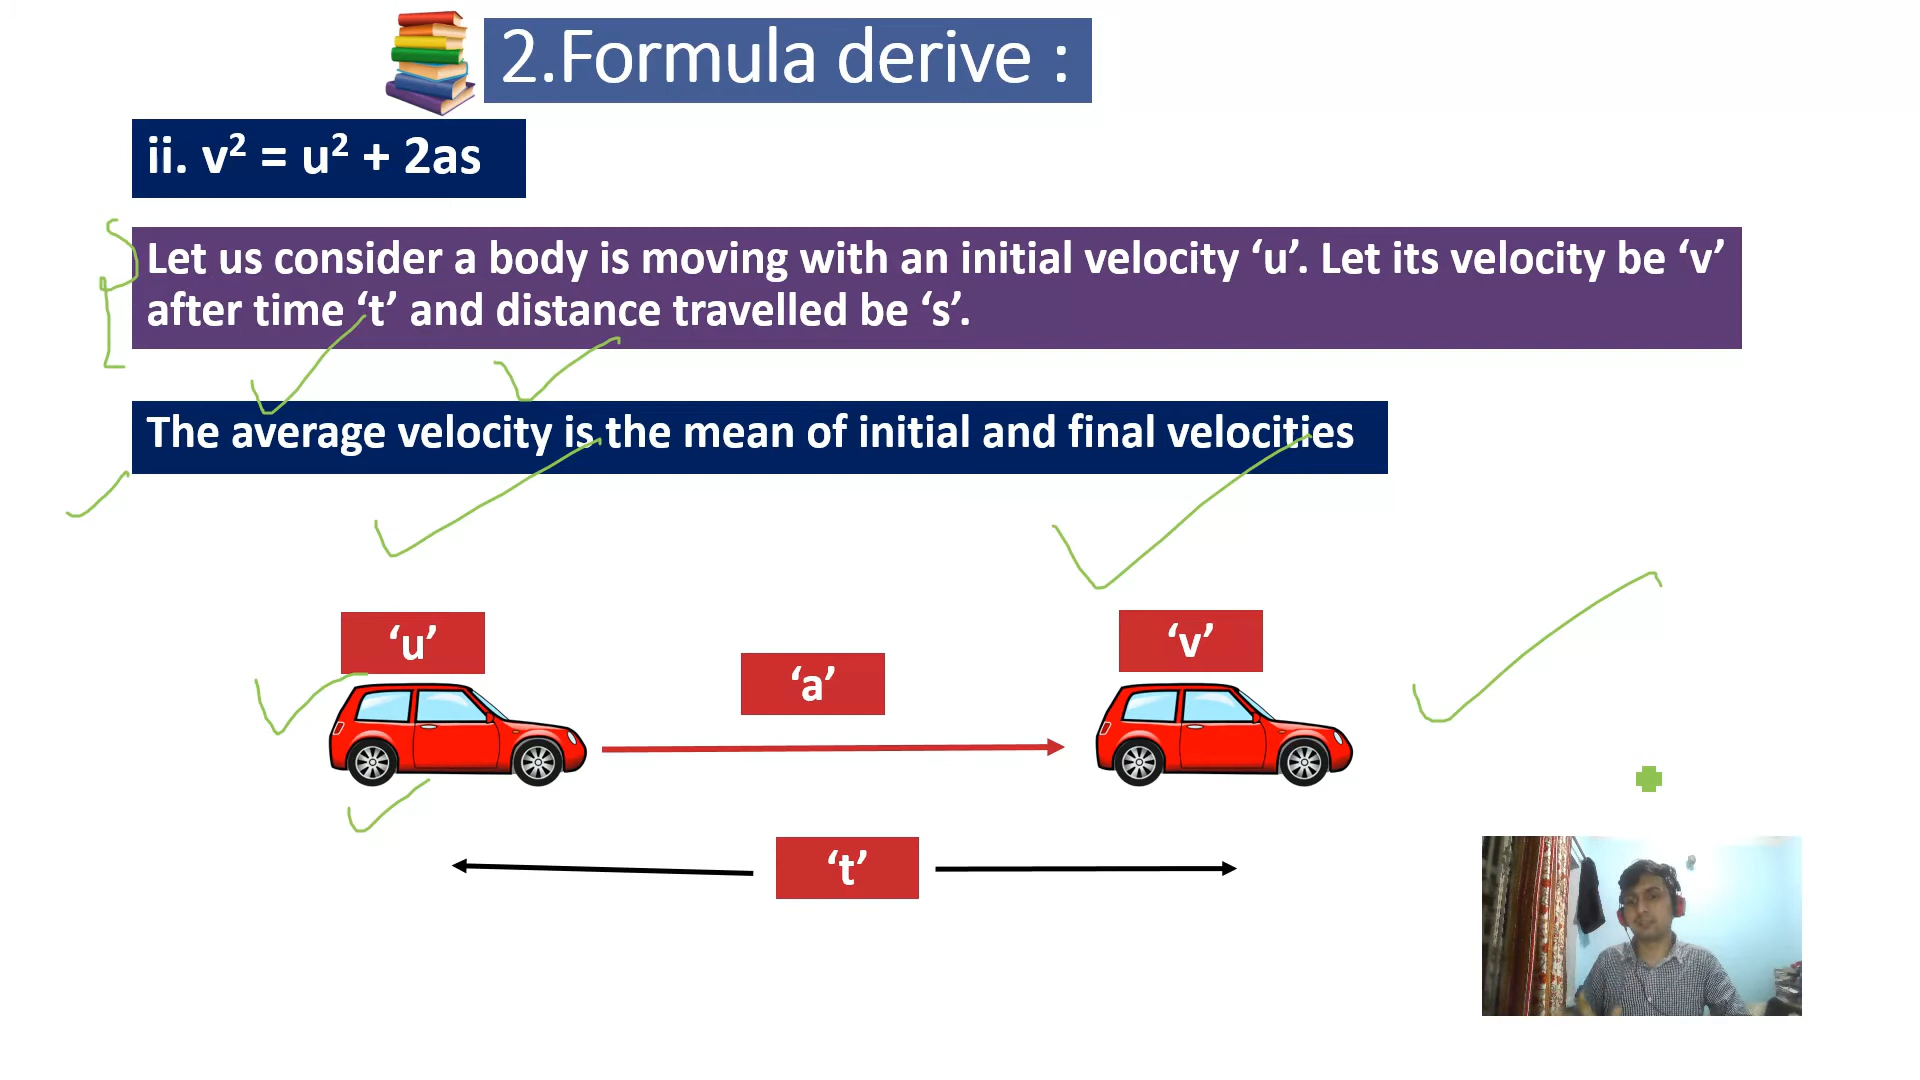 2.Formula derive :
ii. v² = u² + 2as
Let us consider a body is moving with an initial velocity ‘u’. Let its velocity be ‘v’
after time ‘t’ and distance travelled be ‘s’.
The average velocity is the mean of initial and final velocities
‘u’
‘v’
‘a’
‘t’